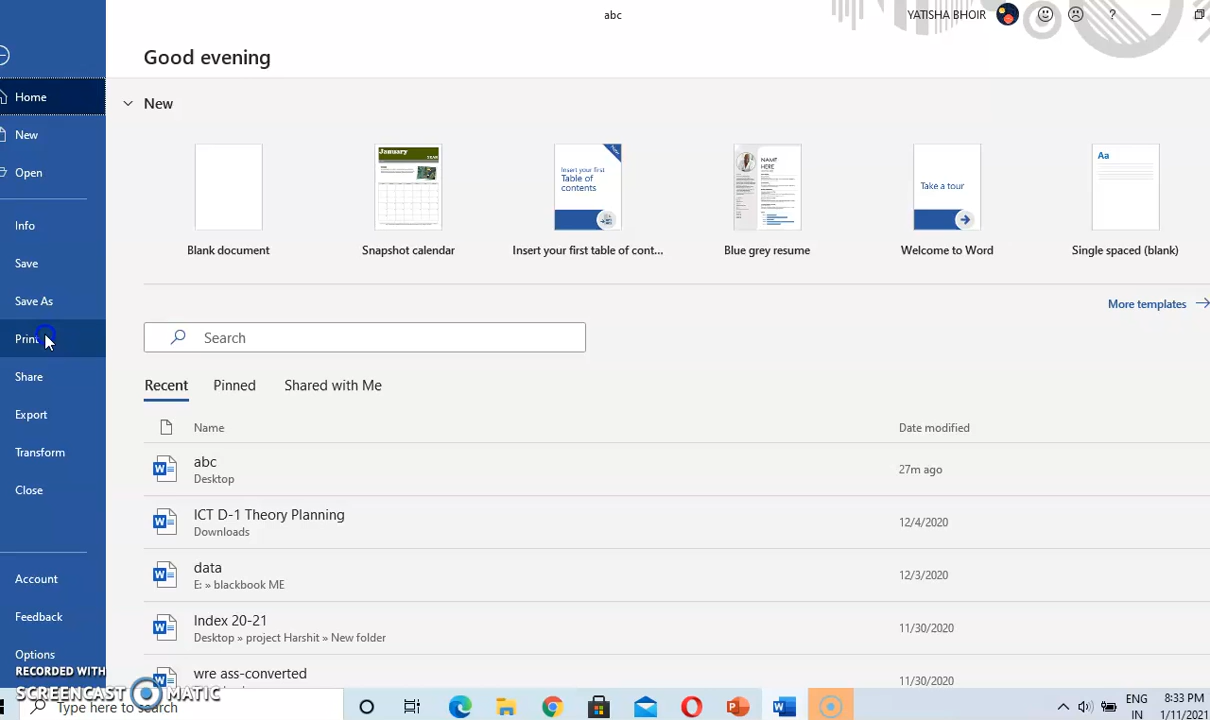 abc
YATISHA BHOIR
?
Good evening
Home
New
Open
Info
Save
Save As
Print
Share
Export
Transform
Close
Account
Feedback
Options
New
January
YEAR
Insert your first
Table of
contents
NAME
HERE
Take a tour
Aa
Blank document
Snapshot calendar
Insert your first table of cont...
Blue grey resume
Welcome to Word
Single spaced (blank)
More templates
Search
Recent
Pinned
Shared with Me
Name
Date modified
abc
Desktop
27m ago
ICT D-1 Theory Planning
Downloads
12/4/2020
data
E: » blackbook ME
12/3/2020
Index 20-21
Desktop » project Harshit » New folder
11/30/2020
wre ass-converted
11/30/2020
RECORDED WITH
SCREENCAST MATIC
Type here to search
ENG
IN
8:33 PM
1/11/2021